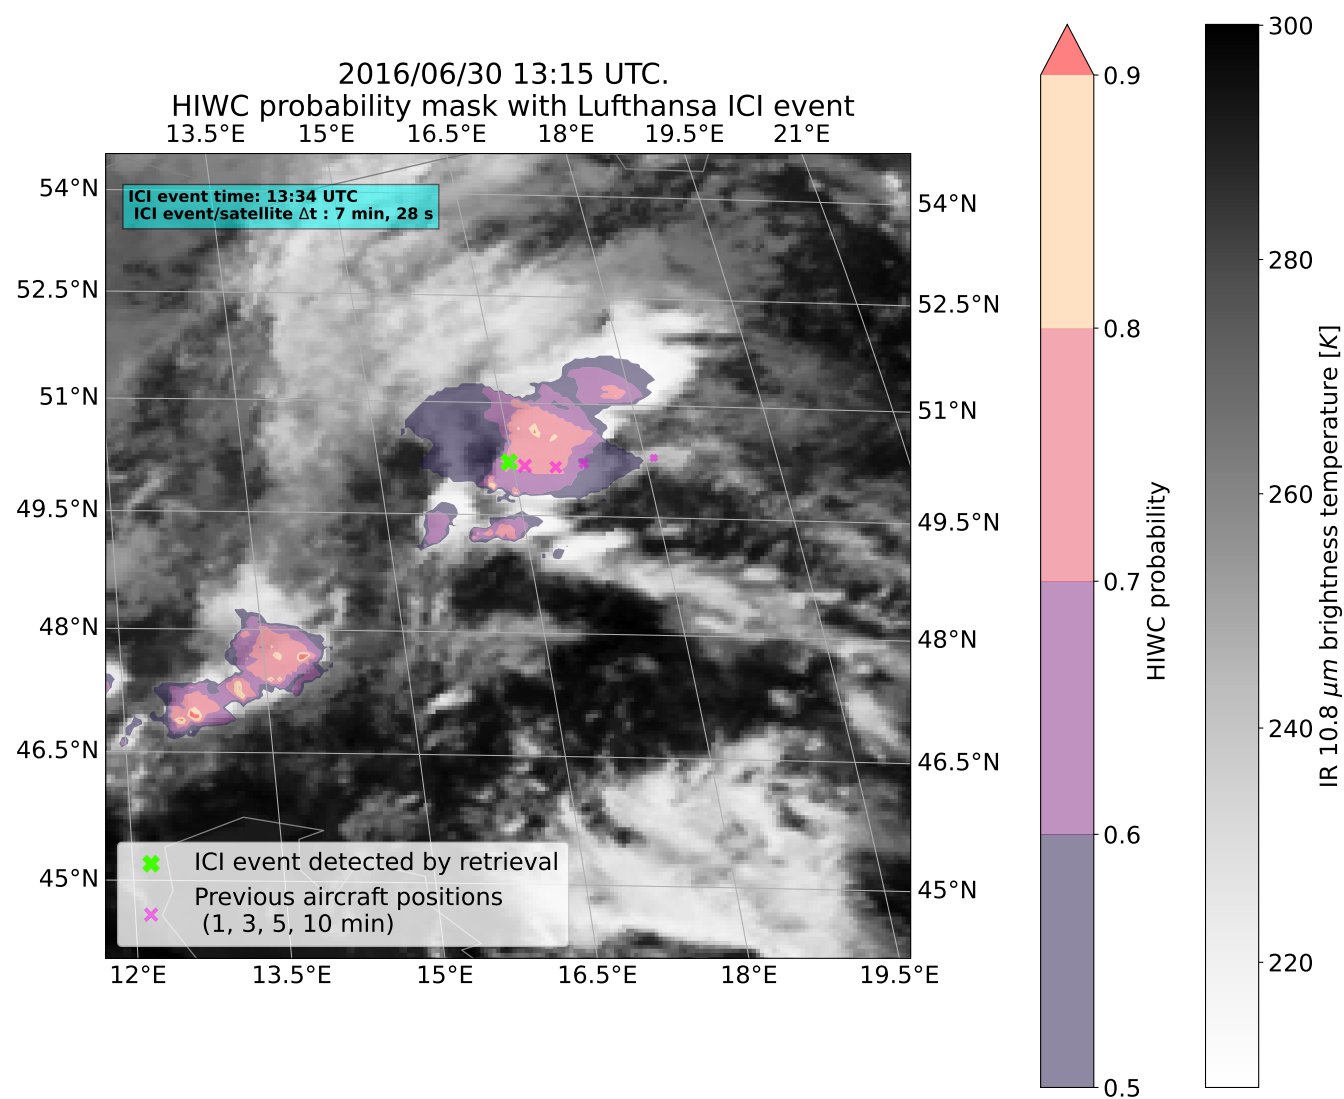 2016/06/30 13:15 UTC.
HIWC probability mask with Lufthansa ICI event
13.5°E 15°E 16.5°E 18°E 19.5°E 21°E
ICI event time: 13:34 UTC
ICI event/satellite Δt : 7 min, 28 s
54°N
52.5°N
51°N
49.5°N
48°N
46.5°N
45°N
54°N
52.5°N
51°N
49.5°N
48°N
46.5°N
45°N
ICI event detected by retrieval
Previous aircraft positions
(1, 3, 5, 10 min)
12°E 13.5°E 15°E 16.5°E 18°E 19.5°E
0.9
0.8
0.7
0.6
0.5
HIWC probability
300
280
260
240
220
IR 10.8 μm brightness temperature [K]